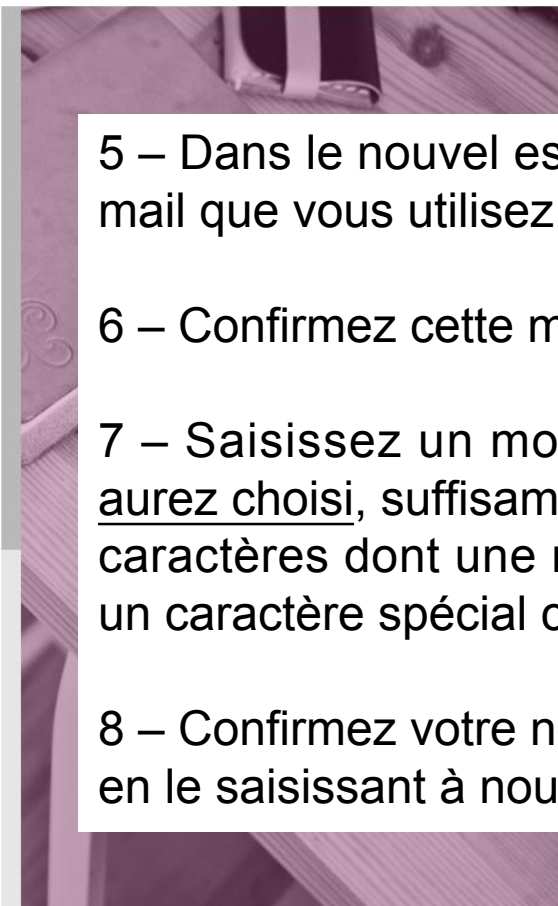 5 – Dans le nouvel es
mail que vous utilisez
6 – Confirmez cette m
7 – Saisissez un mo
aurez choisi, suffisam
caractères dont une
un caractère spécial
8 – Confirmez votre n
en le saisissant à nou